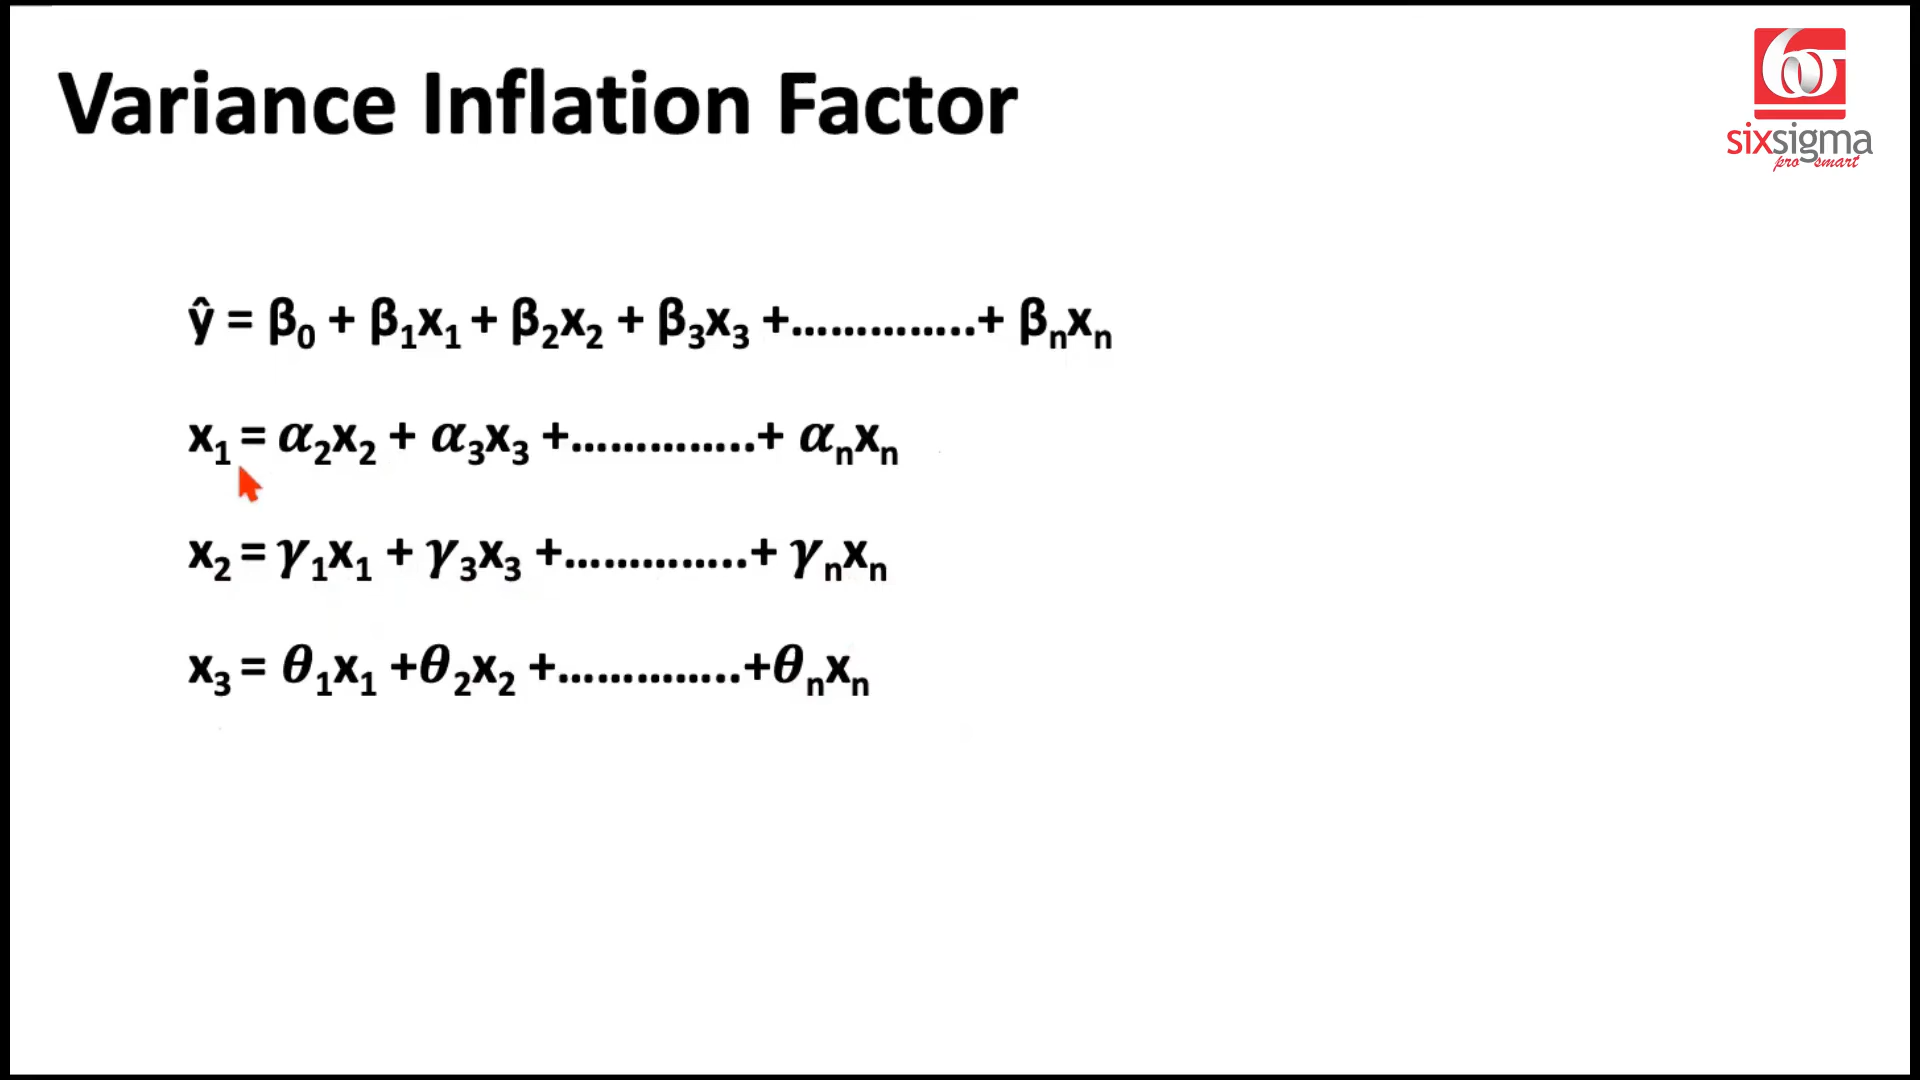 Variance Inflation Factor
sixsigma
pro smart
ŷ = β₀ + β₁x₁ + β₂x₂ + β₃x₃ +..............+ βₙxₙ
x₁ = α₂x₂ + α₃x₃ +..............+ αₙxₙ
x₂ = γ₁x₁ + γ₃x₃ +..............+ γₙxₙ
x₃ = θ₁x₁ +θ₂x₂ +..............+θₙxₙ